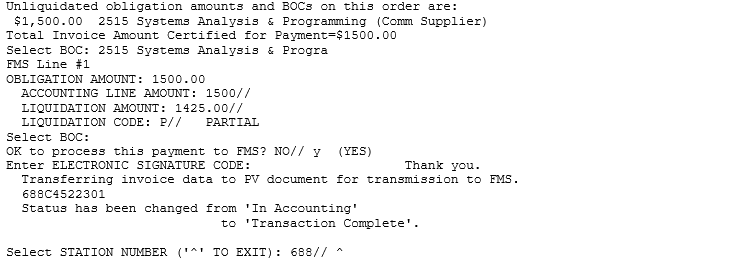 Unliquidated obligation amounts and BOCs on this order are:
$1,500.00  2515 Systems Analysis & Programming (Comm Supplier)
Total Invoice Amount Certified for Payment=$1500.00
Select BOC: 2515 Systems Analysis & Progra
FMS Line #1
OBLIGATION AMOUNT: 1500.00
ACCOUNTING LINE AMOUNT: 1500//
LIQUIDATION AMOUNT: 1425.00//
LIQUIDATION CODE: P//   PARTIAL
Select BOC:
OK to process this payment to FMS? NO// y  (YES)
Enter ELECTRONIC SIGNATURE CODE:                    Thank you.
Transferring invoice data to PV document for transmission to FMS.
688C4522301
Status has been changed from 'In Accounting'
to 'Transaction Complete'.
Select STATION NUMBER ('^' TO EXIT): 688// ^